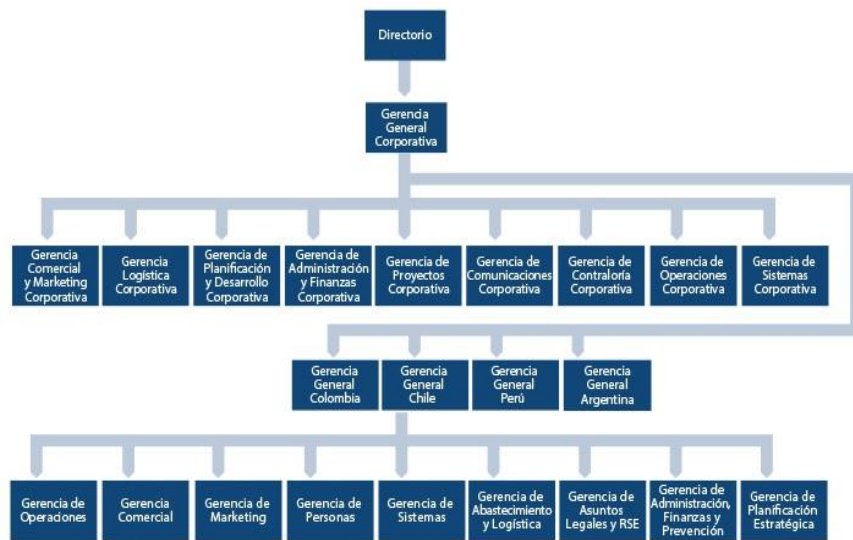 Directorio
Gerencia
General
Corporativa
Gerencia
Comercial
y Marketing
Corporativa
Gerencia
Logística
Corporativa
Gerencia de
Planificación
y Desarrollo
Corporativa
Gerencia de
Administración
y Finanzas
Corporativa
Gerencia de
Proyectos
Corporativa
Gerencia de
Comunicaciones
Corporativa
Gerencia de
Contraloría
Corporativa
Gerencia de
Operaciones
Corporativa
Gerencia de
Sistemas
Corporativa
Gerencia
General
Colombia
Gerencia
General
Chile
Gerencia
General
Perú
Gerencia
General
Argentina
Gerencia de
Operaciones
Gerencia
Comercial
Gerencia de
Marketing
Gerencia de
Personas
Gerencia de
Sistemas
Gerencia de
Abastecimiento
y Logística
Gerencia de
Asuntos
Legales y RSE
Gerencia de
Administración,
Finanzas y
Prevención
Gerencia de
Planificación
Estratégica